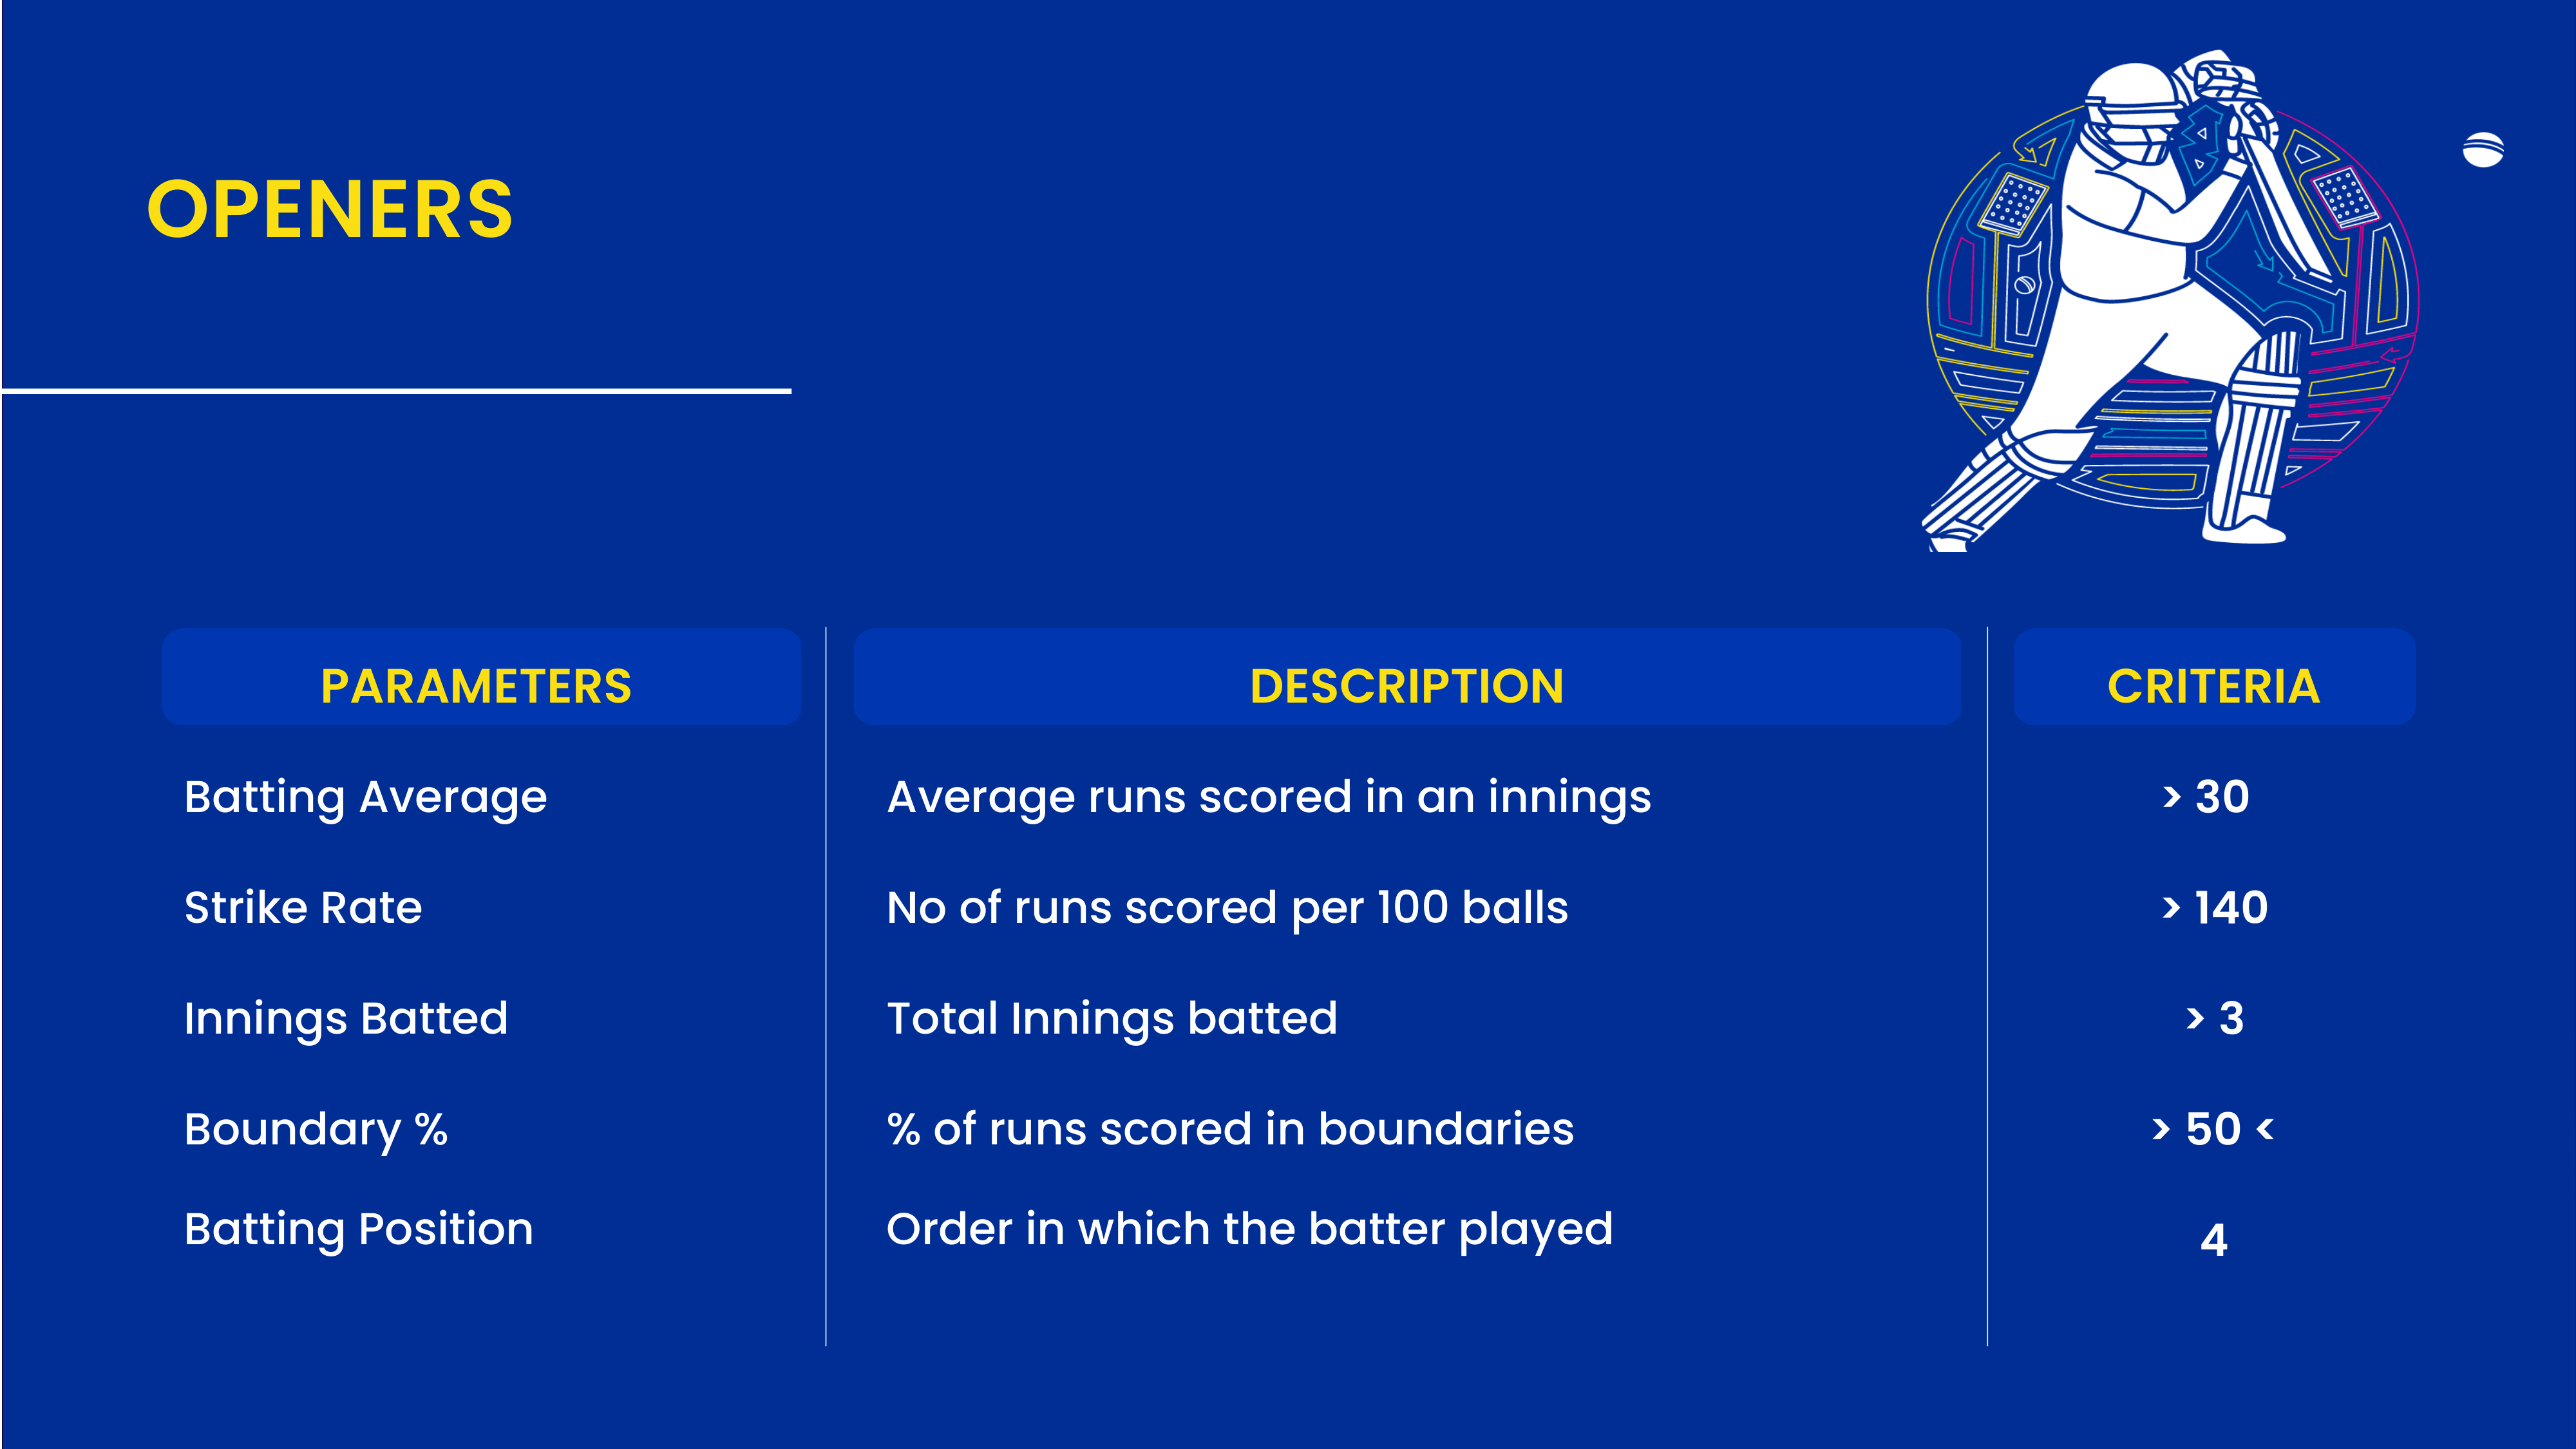 OPENERS
PARAMETERS DESCRIPTION CRITERIA
Batting Average Average runs scored in an innings > 30
Strike Rate No of runs scored per 100 balls > 140
Innings Batted Total Innings batted > 3
Boundary % % of runs scored in boundaries > 50 <
Batting Position Order in which the batter played 4